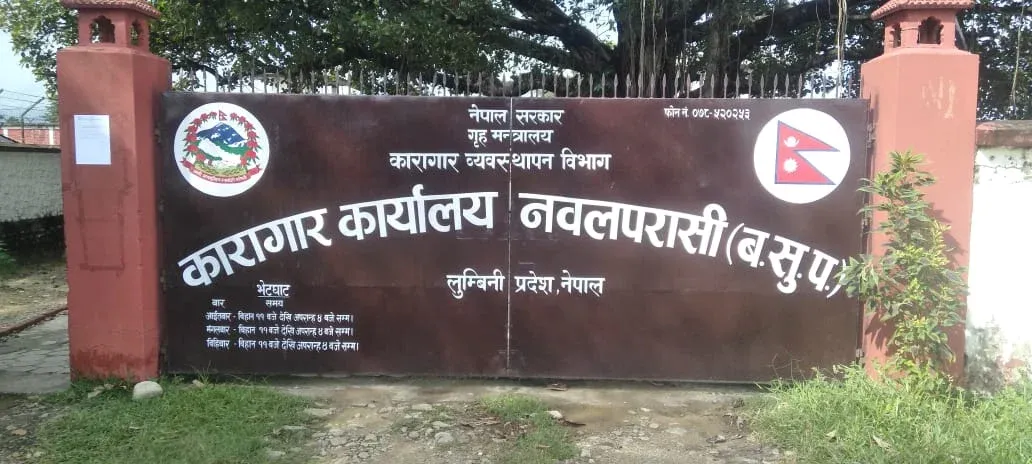 नेपाल सरकार
गृह मन्त्रालय
कारागार व्यवस्थापन विभाग
फोन नं. ०७८-५२०२५३
कारागार कार्यालय नवलपरासी (ब.सु.प.)
लुम्बिनी प्रदेश, नेपाल
भेटघाट
बार समय
आईतबार - बिहान ११ बजे देखि अपरान्ह ४ बजे सम्म।
मंगलबार - बिहान ११ बजे देखि अपरान्ह ४ बजे सम्म।
बिहिबार - बिहान ११ बजे देखि अपरान्ह ४ बजे सम्म।